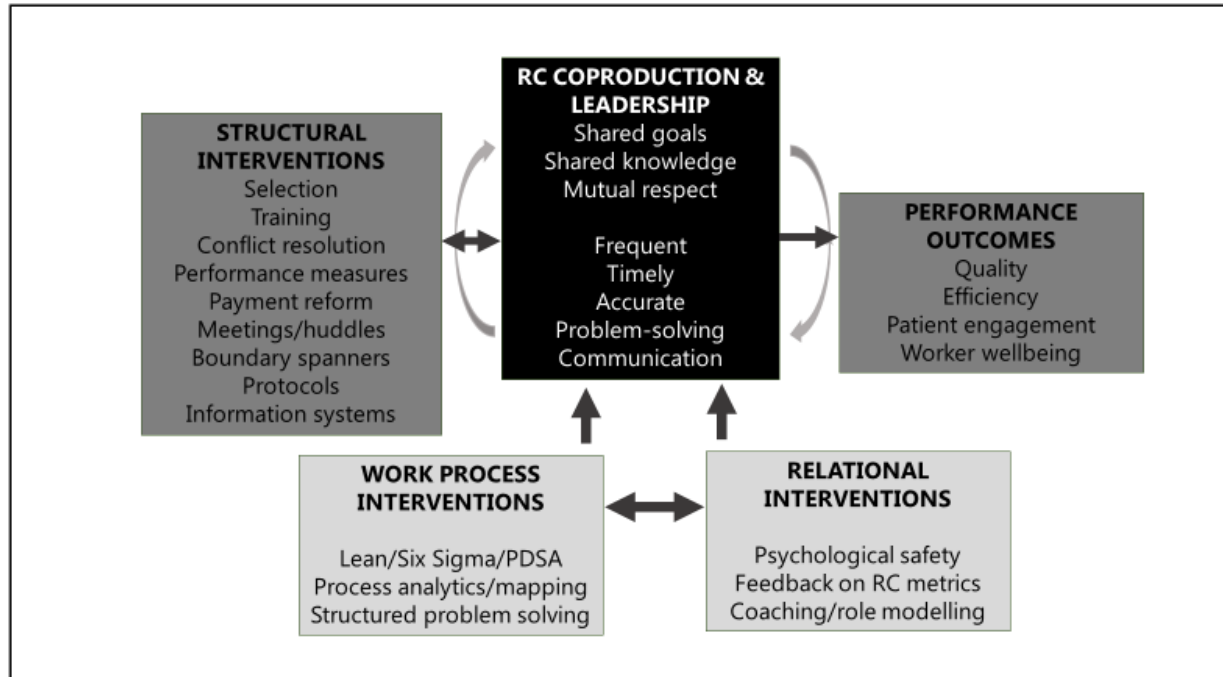 RC COPRODUCTION &
LEADERSHIP
Shared goals
Shared knowledge
Mutual respect
Frequent
Timely
Accurate
Problem-solving
Communication
STRUCTURAL
INTERVENTIONS
Selection
Training
Conflict resolution
Performance measures
Payment reform
Meetings/huddles
Boundary spanners
Protocols
Information systems
PERFORMANCE
OUTCOMES
Quality
Efficiency
Patient engagement
Worker wellbeing
WORK PROCESS
INTERVENTIONS
Lean/Six Sigma/PDSA
Process analytics/mapping
Structured problem solving
RELATIONAL
INTERVENTIONS
Psychological safety
Feedback on RC metrics
Coaching/role modelling